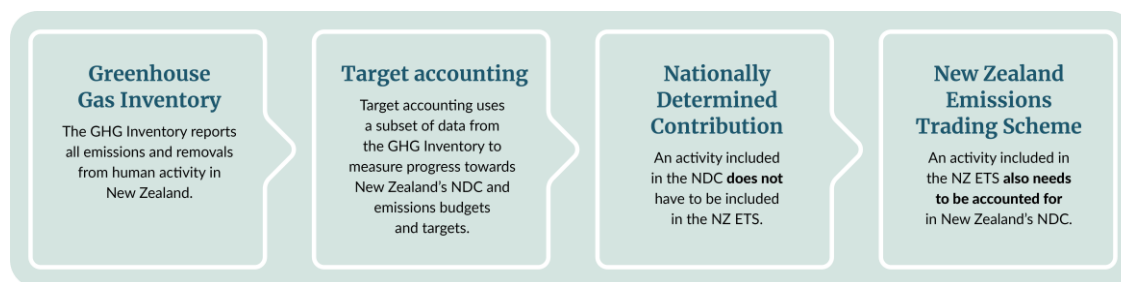 Greenhouse
Gas Inventory
The GHG Inventory reports
all emissions and removals
from human activity in
New Zealand.
Target accounting
Target accounting uses
a subset of data from
the GHG Inventory to
measure progress towards
New Zealand's NDC and
emissions budgets
and targets.
Nationally
Determined
Contribution
An activity included
in the NDC does not
have to be included
in the NZ ETS.
New Zealand
Emissions
Trading Scheme
An activity included in
the NZ ETS also needs
to be accounted for
in New Zealand's NDC.